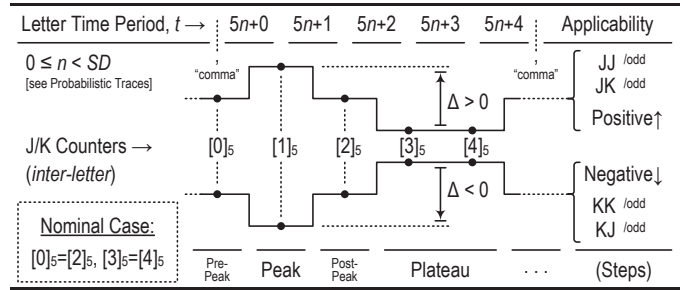 Letter Time Period, t → 5n+0 5n+1 5n+2 5n+3 5n+4 Applicability
0 ≤ n < SD
[see Probabilistic Traces]
“comma”
“comma”
JJ /odd
JK /odd
Δ > 0
Positive↑
J/K Counters →
(inter-letter)
[0]₅ [1]₅ [2]₅ [3]₅ [4]₅
Negative↓
Δ < 0
KK /odd
KJ /odd
Nominal Case:
[0]₅=[2]₅, [3]₅=[4]₅
Pre-Peak
Peak
Post-Peak
Plateau
· · ·
(Steps)